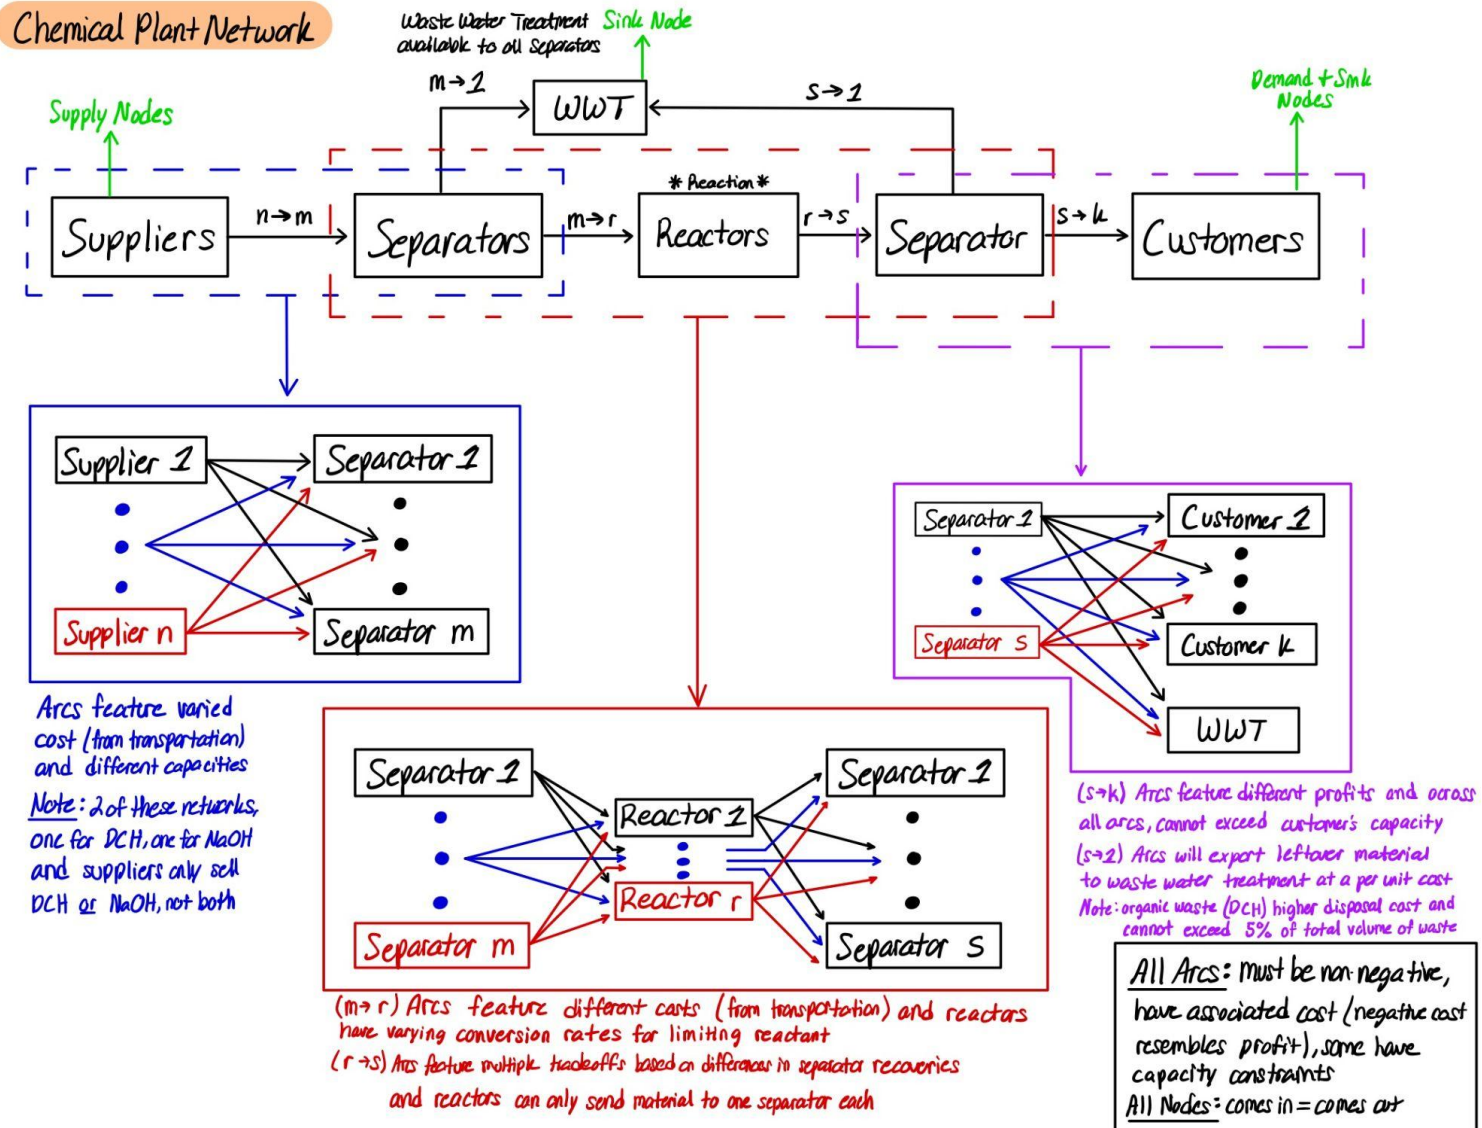 Chemical Plant Network
Waste Water Treatment
available to all Separators
Sink Node
Demand + Sink
Nodes
Supply Nodes
m→1
WWT
s→1
*Reaction*
Suppliers
n→m
Separators
m→r
Reactors
r→s
Separator
s→k
Customers
Supplier 1
Separator 1
Supplier n
Separator m
Separator 1
Customer 1
Separator s
Customer k
WWT
Arcs feature varied
cost (from transportation)
and different capacities
Note: 2 of these networks,
one for DCH, one for NaOH
and suppliers only sell
DCH or NaOH, not both
Separator 1
Separator 1
Reactor 1
Reactor r
Separator m
Separator S
(m→r) Arcs feature different costs (from transportation) and reactors
have varying conversion rates for limiting reactant
(r→s) Arcs feature multiple tradeoffs based on differences in separator recoveries
and reactors can only send material to one separator each
(s→k) Arcs feature different profits and across
all arcs, cannot exceed customer's capacity
(s→1) Arcs will export leftover material
to waste water treatment at a per unit cost
Note: organic waste (DCH) higher disposal cost and
cannot exceed 5% of total volume of waste
All Arcs: must be non-negative,
have associated cost (negative cost
resembles profit), some have
capacity constraints
All Nodes: comes in = comes out